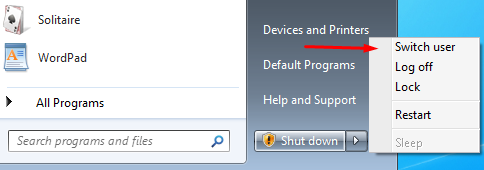 Solitaire
WordPad
All Programs
Search programs and files
Devices and Printers
Default Programs
Help and Support
Shut down
Switch user
Log off
Lock
Restart
Sleep